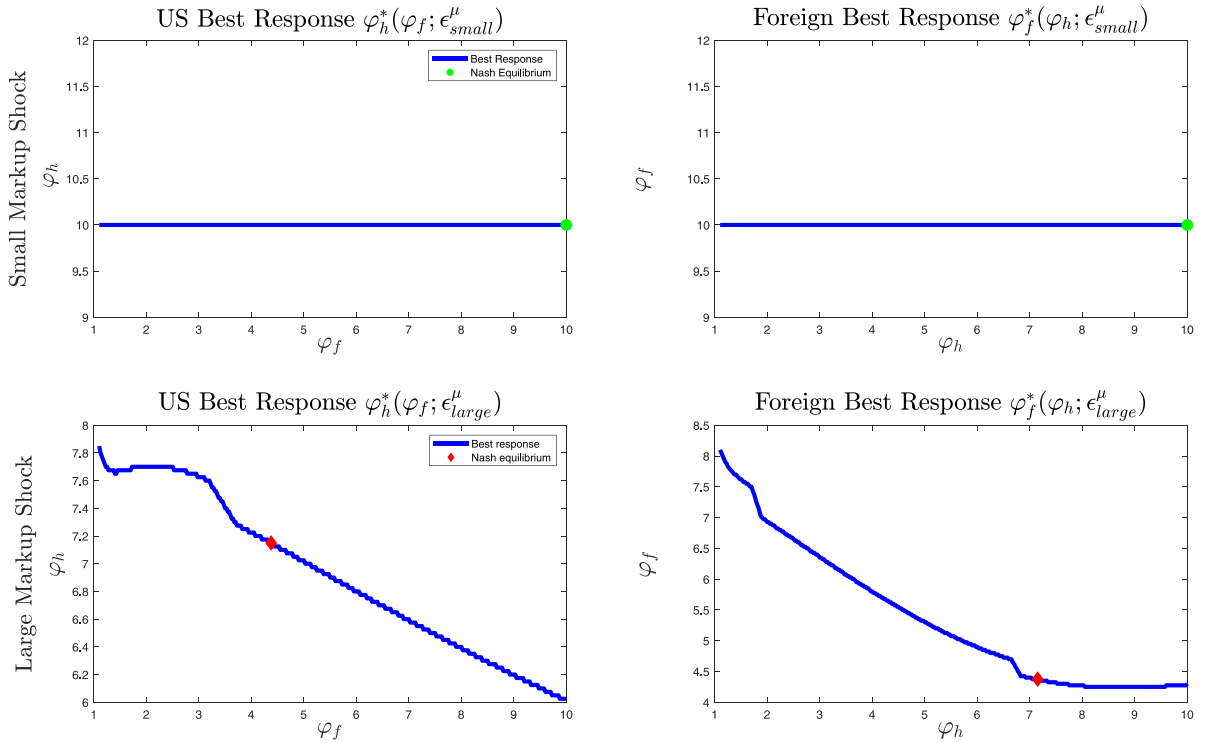 US Best Response φ*_h(φ_f; ϵ^μ_small)
Foreign Best Response φ*_f(φ_h; ϵ^μ_small)
Small Markup Shock
φ_h
12
11.5
11
10.5
10
9.5
9
Best Response
Nash Equilibrium
1 2 3 4 5 6 7 8 9 10
φ_f
φ_f
12
11.5
11
10.5
10
9.5
9
1 2 3 4 5 6 7 8 9 10
φ_h
US Best Response φ*_h(φ_f; ϵ^μ_large)
Foreign Best Response φ*_f(φ_h; ϵ^μ_large)
Large Markup Shock
φ_h
8
7.8
7.6
7.4
7.2
7
6.8
6.6
6.4
6.2
6
Best response
Nash equilibrium
1 2 3 4 5 6 7 8 9 10
φ_f
φ_f
8.5
8
7.5
7
6.5
6
5.5
5
4.5
4
1 2 3 4 5 6 7 8 9 10
φ_h